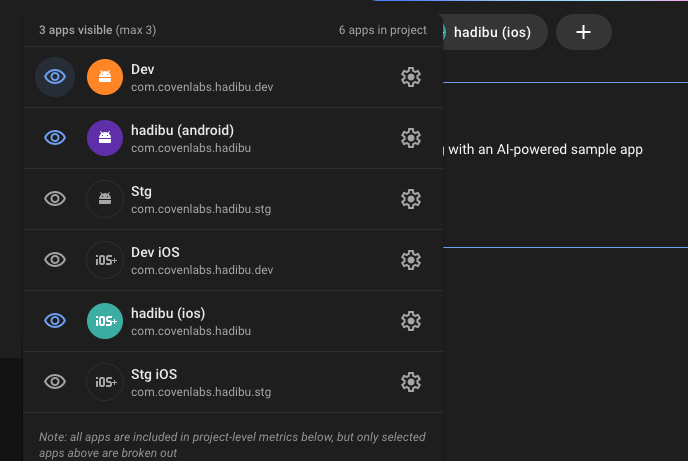 3 apps visible (max 3)
6 apps in project
hadibu (ios)
+
Dev
com.covenlabs.hadibu.dev
hadibu (android)
com.covenlabs.hadibu
with an AI-powered sample app
Stg
com.covenlabs.hadibu.stg
iOS+
Dev iOS
com.covenlabs.hadibu.dev
iOS+
hadibu (ios)
com.covenlabs.hadibu
iOS+
Stg iOS
com.covenlabs.hadibu.stg
Note: all apps are included in project-level metrics below, but only selected
apps above are broken out